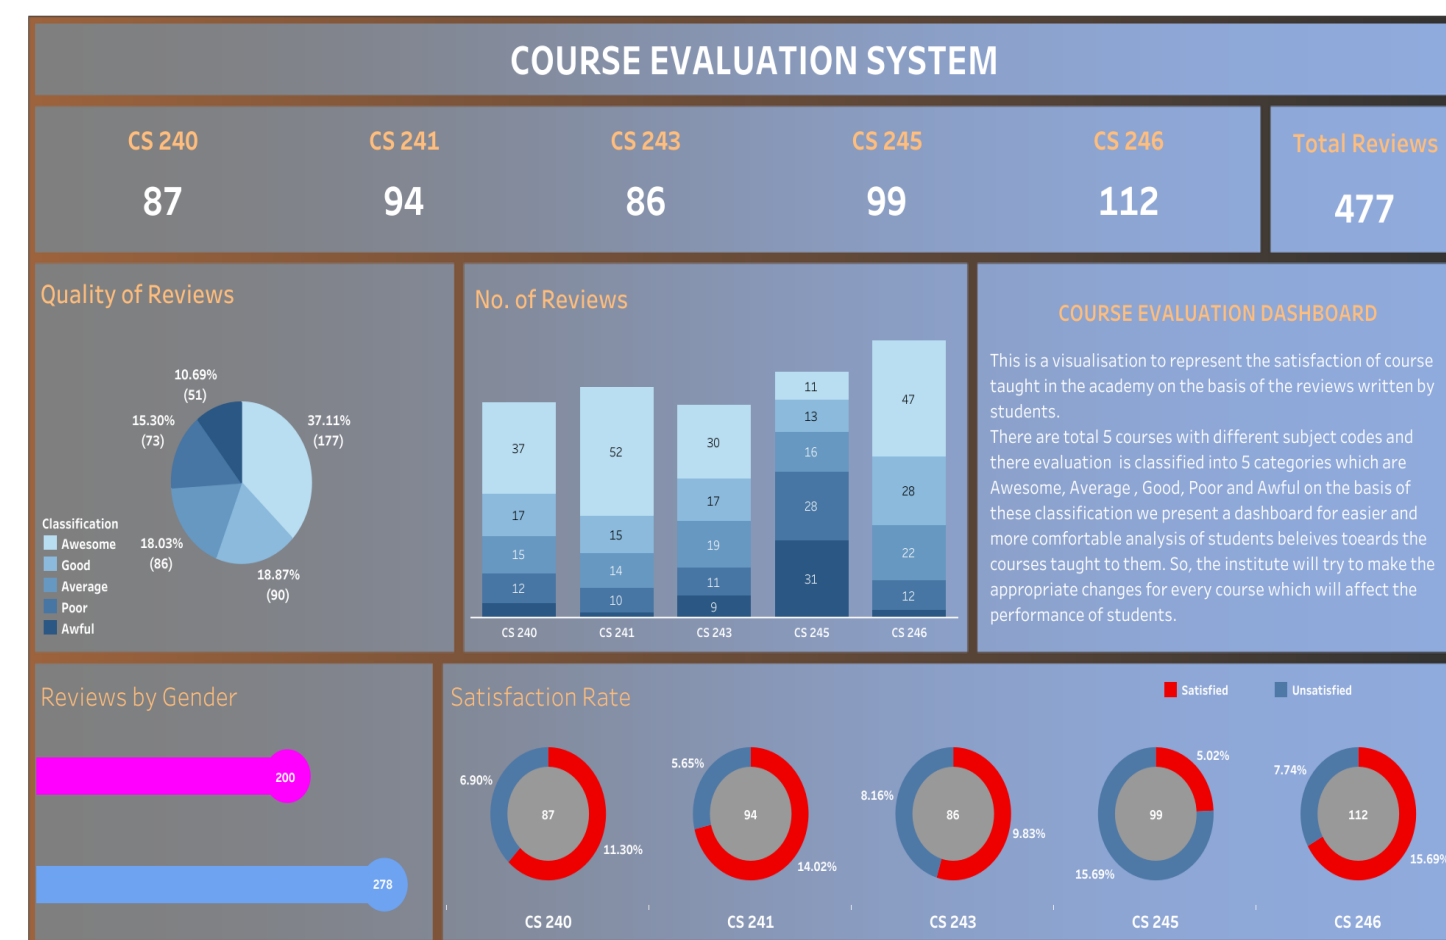 COURSE EVALUATION SYSTEM
CS 240
CS 241
CS 243
CS 245
CS 246
Total Reviews
87
94
86
99
112
477
Quality of Reviews
10.69%
(51)
15.30%
(73)
37.11%
(177)
18.03%
(86)
18.87%
(90)
Classification
Awesome
Good
Average
Poor
Awful
No. of Reviews
37
17
15
12
52
15
14
10
30
17
19
11
9
11
13
16
28
31
47
28
22
12
CS 240
CS 241
CS 243
CS 245
CS 246
COURSE EVALUATION DASHBOARD
This is a visualisation to represent the satisfaction of course
taught in the academy on the basis of the reviews written by
students.
There are total 5 courses with different subject codes and
there evaluation is classified into 5 categories which are
Awesome, Average , Good, Poor and Awful on the basis of
these classification we present a dashboard for easier and
more comfortable analysis of students beleives toeards the
courses taught to them. So, the institute will try to make the
appropriate changes for every course which will affect the
performance of students.
Reviews by Gender
200
278
Satisfaction Rate
Satisfied
Unsatisfied
6.90%
87
11.30%
5.65%
94
14.02%
8.16%
86
9.83%
5.02%
99
15.69%
7.74%
112
15.69%
CS 240
CS 241
CS 243
CS 245
CS 246